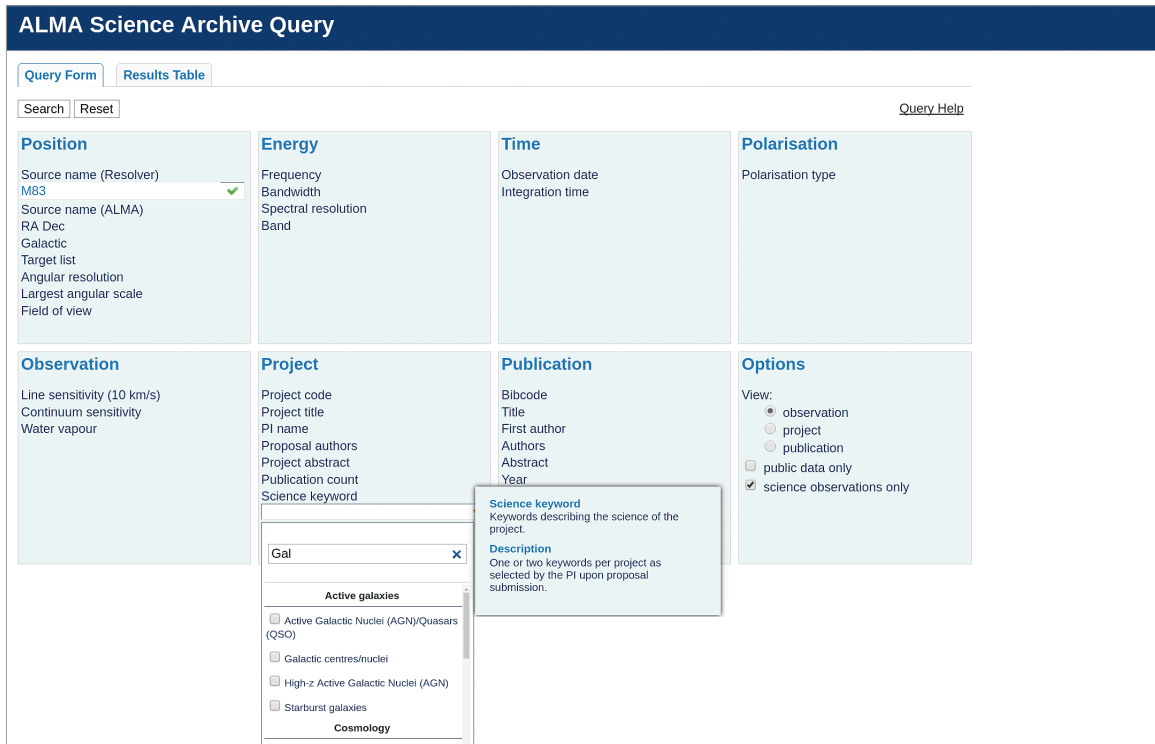 ALMA Science Archive Query
Query Form
Results Table
Search
Reset
Query Help
Position
Source name (Resolver)
M83
Source name (ALMA)
RA Dec
Galactic
Target list
Angular resolution
Largest angular scale
Field of view
Energy
Frequency
Bandwidth
Spectral resolution
Band
Time
Observation date
Integration time
Polarisation
Polarisation type
Observation
Line sensitivity (10 km/s)
Continuum sensitivity
Water vapour
Project
Project code
Project title
PI name
Proposal authors
Project abstract
Publication count
Science keyword
Gal
Active galaxies
Active Galactic Nuclei (AGN)/Quasars
(QSO)
Galactic centres/nuclei
High-z Active Galactic Nuclei (AGN)
Starburst galaxies
Cosmology
Publication
Bibcode
Title
First author
Authors
Abstract
Year
Science keyword
Keywords describing the science of the
project.
Description
One or two keywords per project as
selected by the PI upon proposal
submission.
Options
View:
observation
project
publication
public data only
science observations only